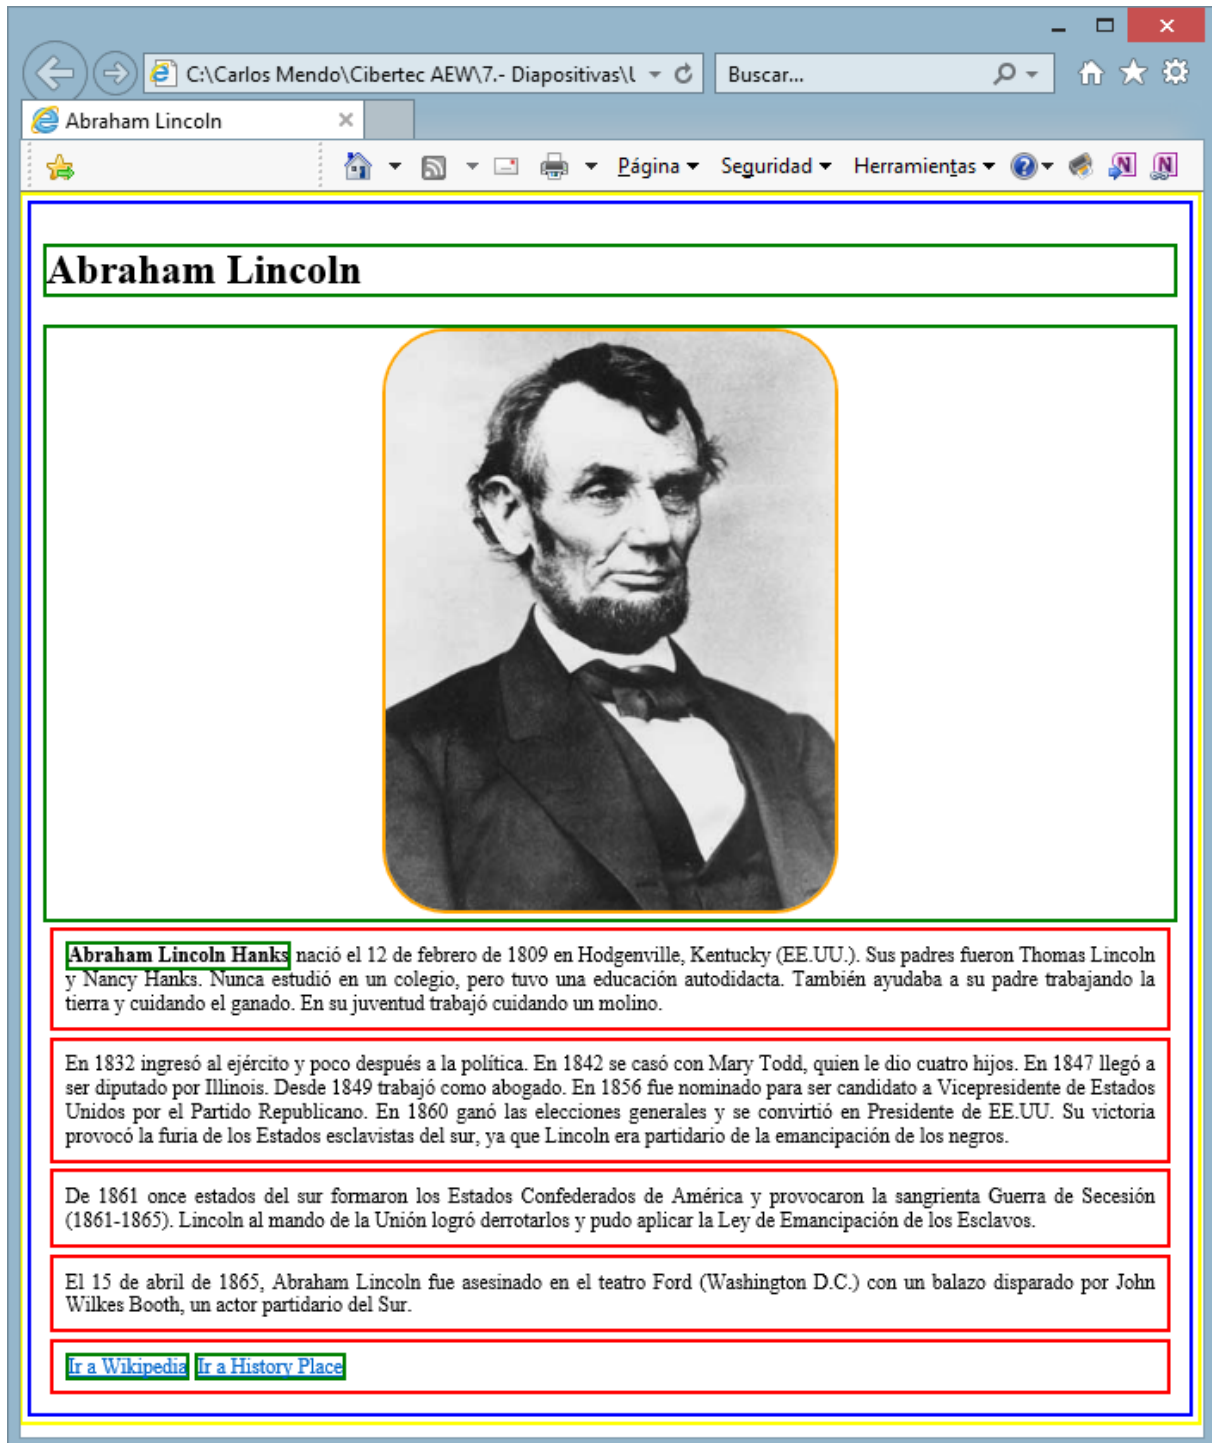 C:\Carlos Mendo\Cibertec AEW\7.- Diapositivas\l
Buscar...
Abraham Lincoln
Página
Seguridad
Herramientas
Abraham Lincoln
Abraham Lincoln Hanks nació el 12 de febrero de 1809 en Hodgenville, Kentucky (EE.UU.). Sus padres fueron Thomas Lincoln
y Nancy Hanks. Nunca estudió en un colegio, pero tuvo una educación autodidacta. También ayudaba a su padre trabajando la
tierra y cuidando el ganado. En su juventud trabajó cuidando un molino.
En 1832 ingresó al ejército y poco después a la política. En 1842 se casó con Mary Todd, quien le dio cuatro hijos. En 1847 llegó a
ser diputado por Illinois. Desde 1849 trabajó como abogado. En 1856 fue nominado para ser candidato a Vicepresidente de Estados
Unidos por el Partido Republicano. En 1860 ganó las elecciones generales y se convirtió en Presidente de EE.UU. Su victoria
provocó la furia de los Estados esclavistas del sur, ya que Lincoln era partidario de la emancipación de los negros.
De 1861 once estados del sur formaron los Estados Confederados de América y provocaron la sangrienta Guerra de Secesión
(1861-1865). Lincoln al mando de la Unión logró derrotarlos y pudo aplicar la Ley de Emancipación de los Esclavos.
El 15 de abril de 1865, Abraham Lincoln fue asesinado en el teatro Ford (Washington D.C.) con un balazo disparado por John
Wilkes Booth, un actor partidario del Sur.
Ir a Wikipedia Ir a History Place